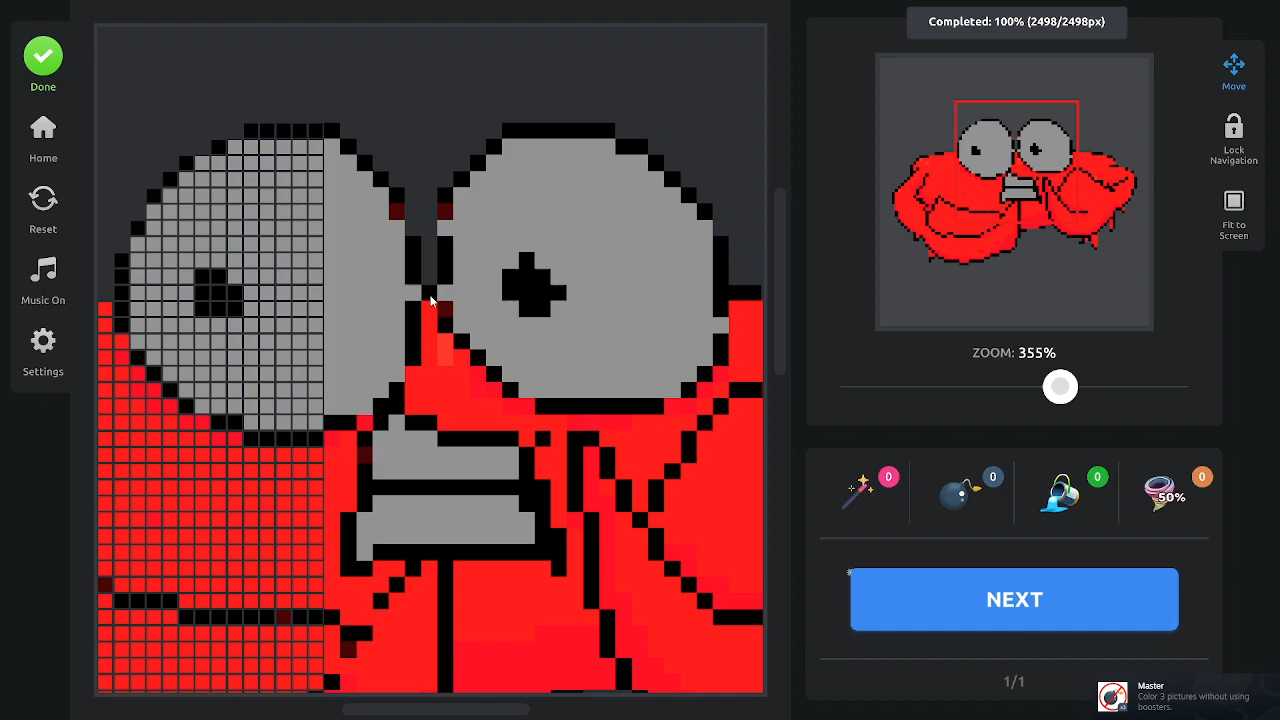 Completed: 100% (2498/2498px)
Done
Home
Reset
Music On
Settings
Move
Lock
Navigation
Fit to
Screen
ZOOM: 355%
0
0
0
0
50%
NEXT
1/1
Master
Color 3 pictures without using
boosters.